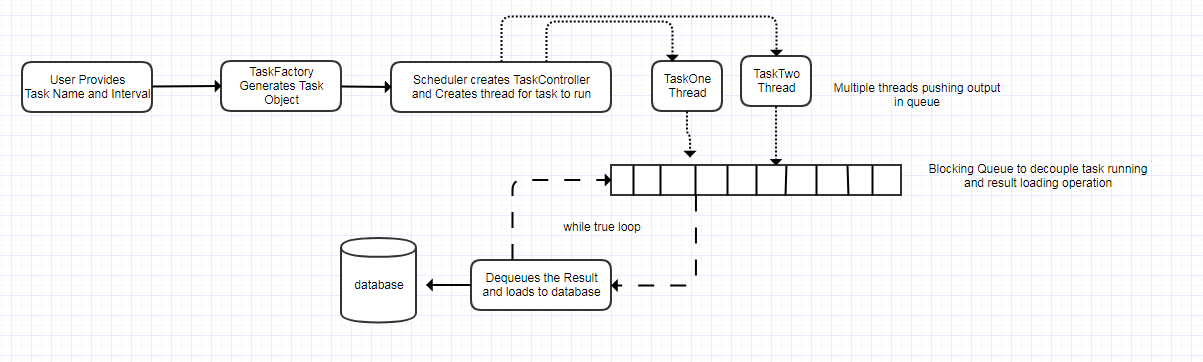 User Provides
Task Name and Interval
TaskFactory
Generates Task
Object
Scheduler creates TaskController
and Creates thread for task to run
TaskOne
Thread
TaskTwo
Thread
Multiple threads pushing output
in queue
Blocking Queue to decouple task running
and result loading operation
while true loop
Dequeues the Result
and loads to database
database